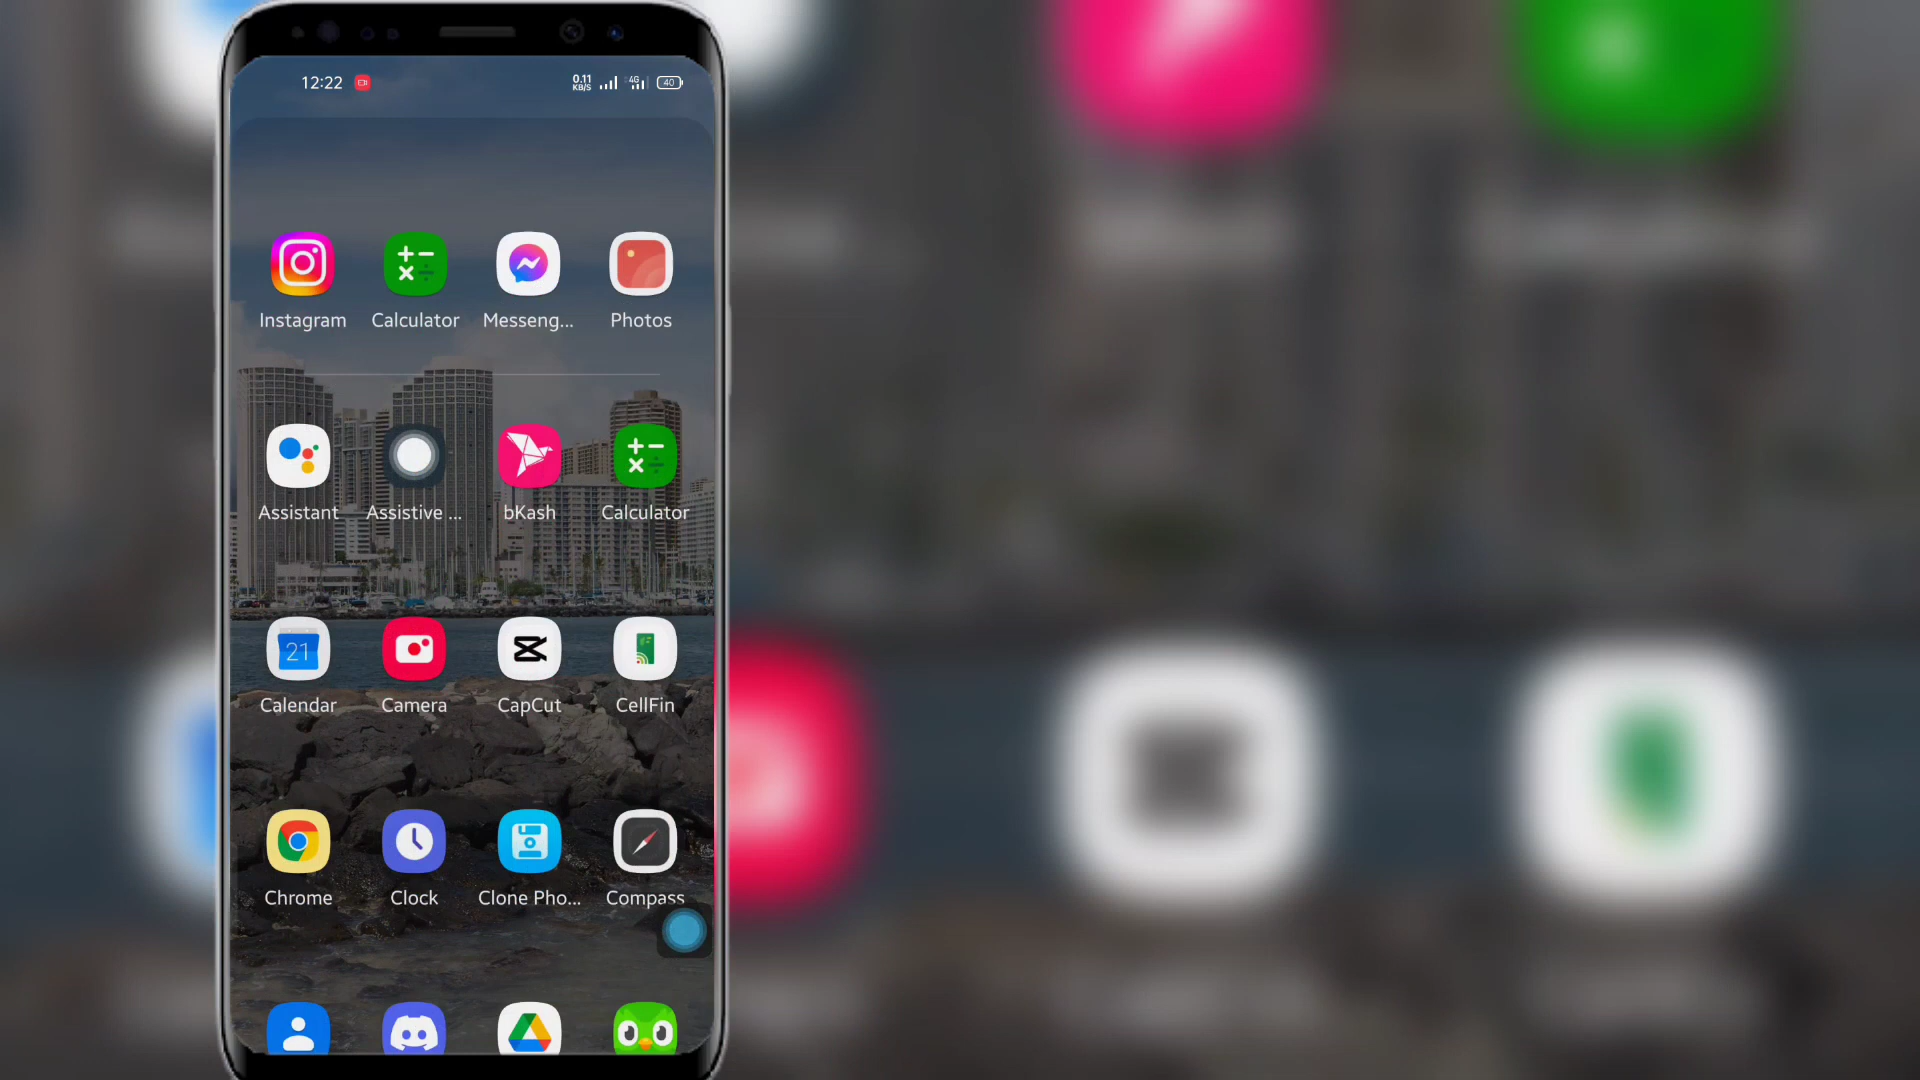 12:22 0.11 KB/S 4G 40
Instagram Calculator Messeng... Photos
Assistant Assistive ... bKash Calculator
21
Calendar Camera CapCut CellFin
Chrome Clock Clone Pho... Compass